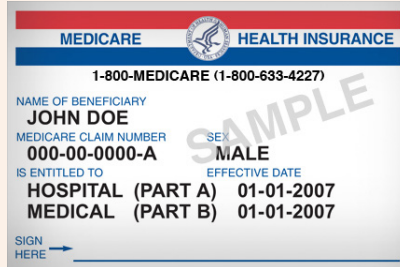 MEDICARE HEALTH INSURANCE
1-800-MEDICARE (1-800-633-4227)
SAMPLE
NAME OF BENEFICIARY
JOHN DOE
MEDICARE CLAIM NUMBER SEX
000-00-0000-A MALE
IS ENTITLED TO EFFECTIVE DATE
HOSPITAL (PART A) 01-01-2007
MEDICAL (PART B) 01-01-2007
SIGN
HERE